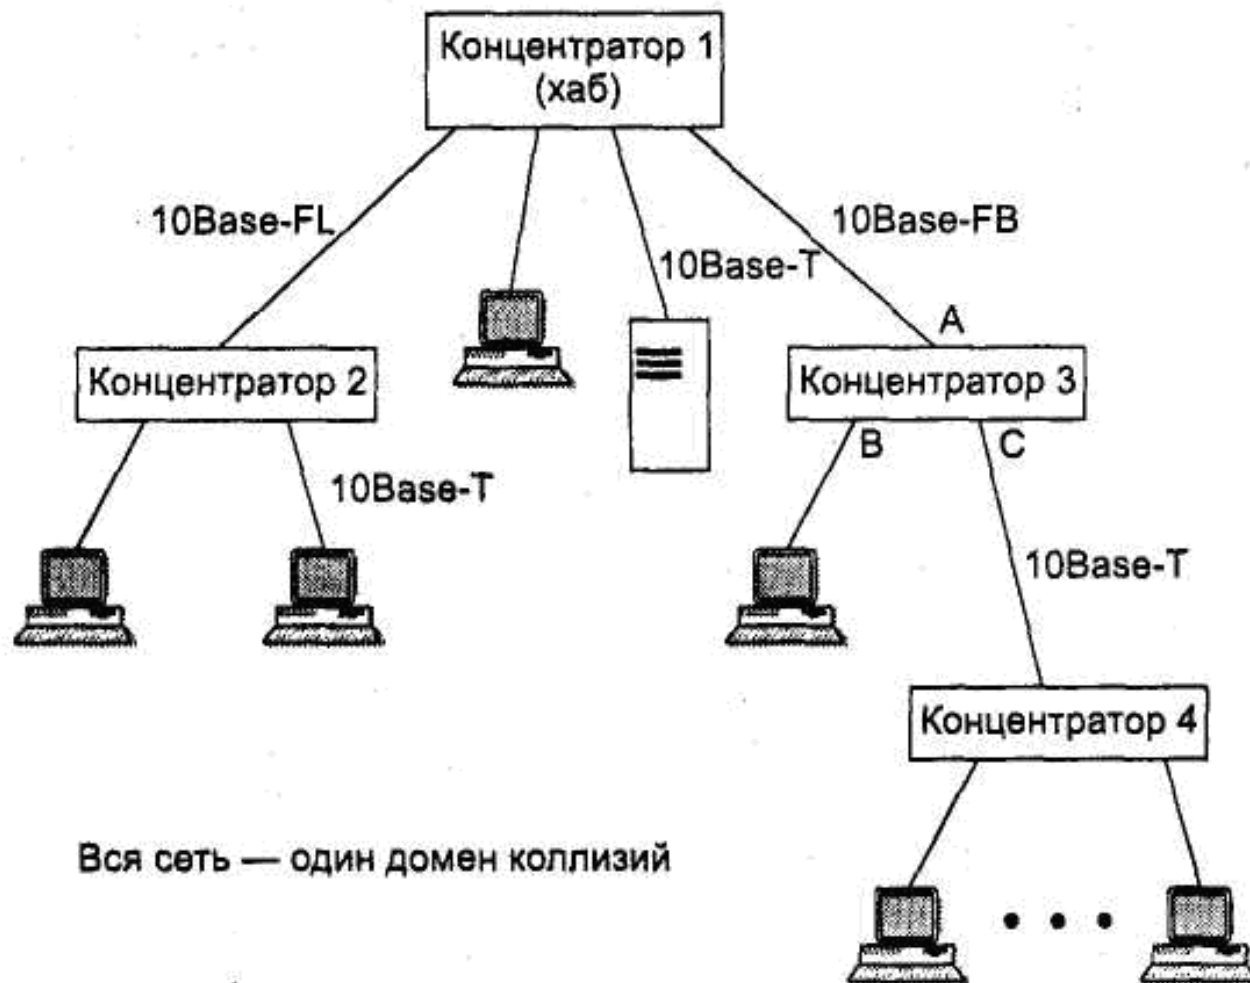 Концентратор 1
(хаб)
10Base-FL
10Base-FB
10Base-T
A
Концентратор 2
Концентратор 3
B
C
10Base-T
10Base-T
Концентратор 4
Вся сеть — один домен коллизий